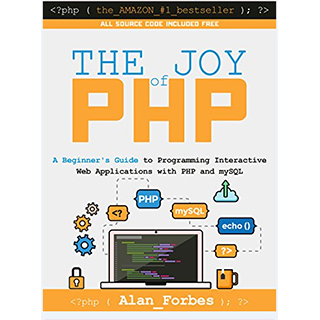 <?php ( the_AMAZON_#1_bestseller ); ?>
ALL SOURCE CODE INCLUDED FREE
THE JOY
of
PHP
A Beginner's Guide to Programming Interactive
Web Applications with PHP and mySQL
PHP
<?
mySQL
echo ()
?>
<?php ( Alan_Forbes ); ?>